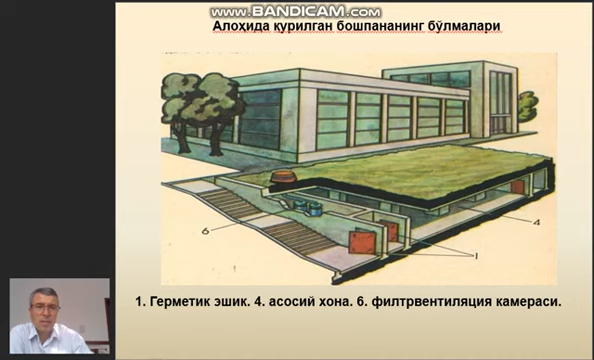 www.BANDICAM.com
Алоҳида қурилган бошпананинг бўлмалари
6
4
1
1. Герметик эшик. 4. асосий хона. 6. филтрвентиляция камераси.